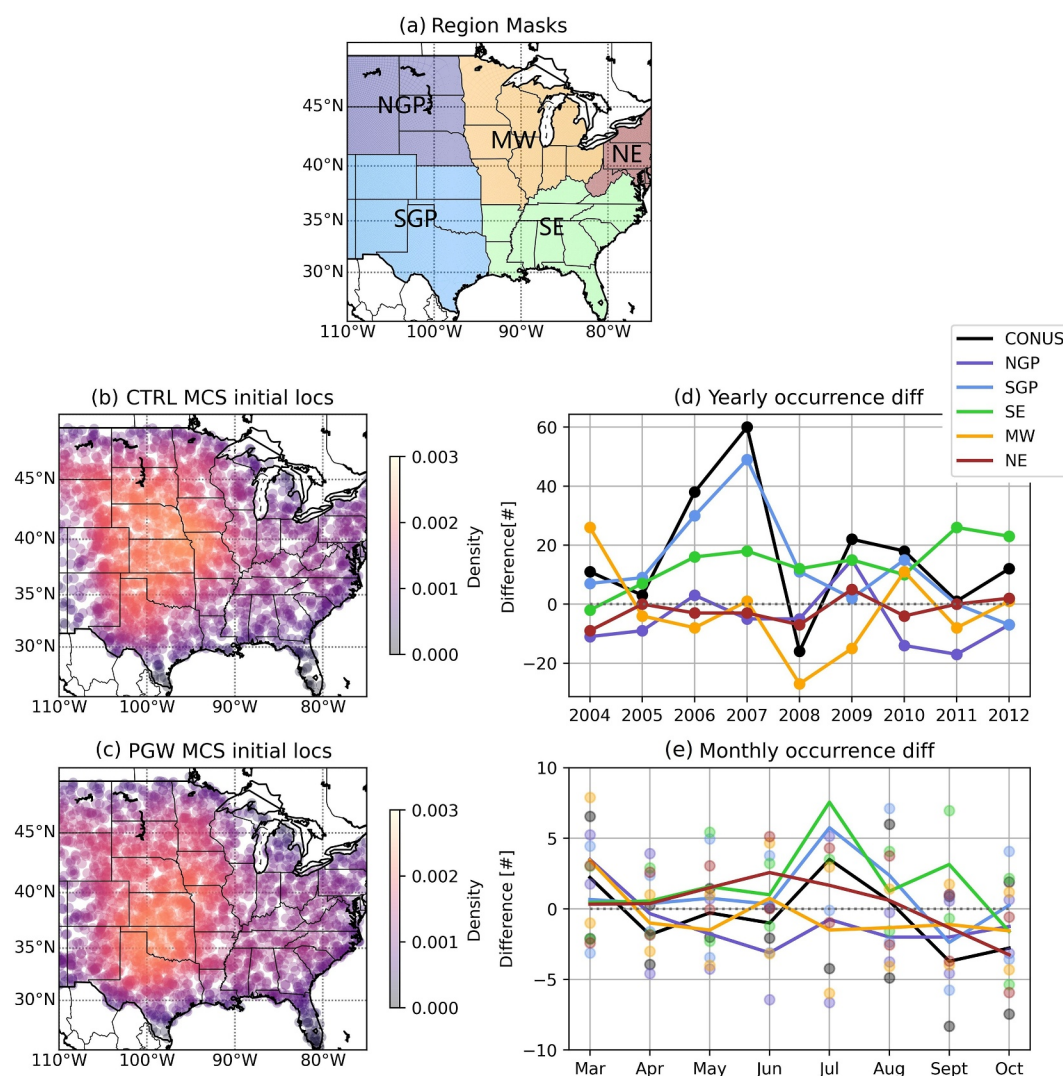 (a) Region Masks
45°N
40°N
35°N
30°N
110°W 100°W 90°W 80°W
NGP
MW
NE
SGP
SE
CONUS
NGP
SGP
SE
MW
NE
(b) CTRL MCS initial locs
45°N
40°N
35°N
30°N
110°W 100°W 90°W 80°W
0.003
0.002
0.001
0.000
Density
(d) Yearly occurrence diff
Difference[#]
60
40
20
0
−20
2004 2005 2006 2007 2008 2009 2010 2011 2012
(c) PGW MCS initial locs
45°N
40°N
35°N
30°N
110°W 100°W 90°W 80°W
0.003
0.002
0.001
0.000
Density
(e) Monthly occurrence diff
Difference [#]
10
5
0
−5
−10
Mar Apr May Jun Jul Aug Sept Oct